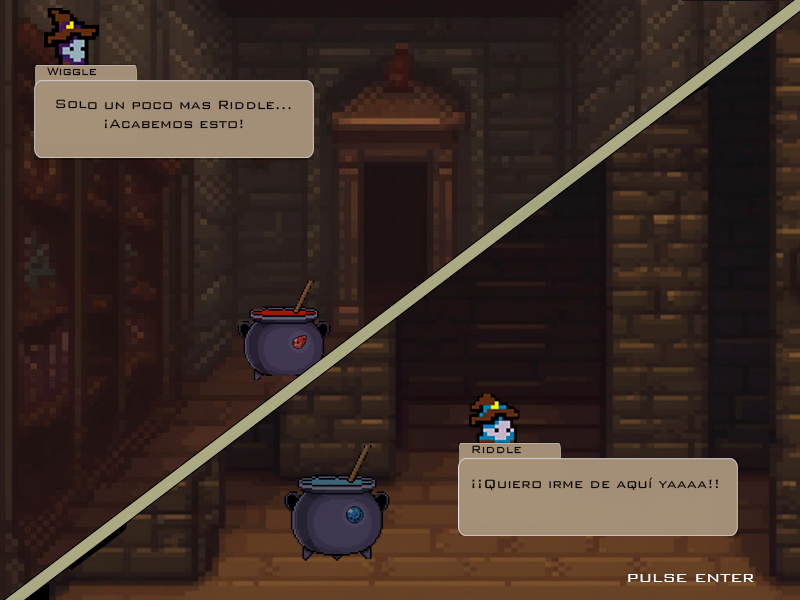 Wiggle
Solo un poco mas Riddle...
¡Acabemos esto!
Riddle
¡¡Quiero irme de aquí yaaaa!!
PULSE ENTER